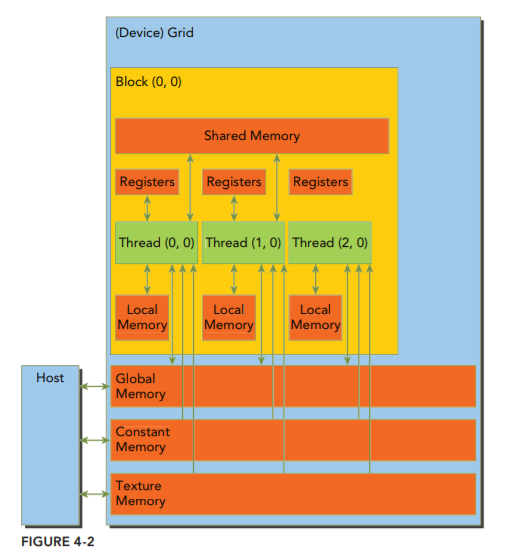 (Device) Grid
Block (0, 0)
Shared Memory
Registers
Registers
Registers
Thread (0, 0)
Thread (1, 0)
Thread (2, 0)
Local
Memory
Local
Memory
Local
Memory
Host
Global
Memory
Constant
Memory
Texture
Memory
FIGURE 4-2